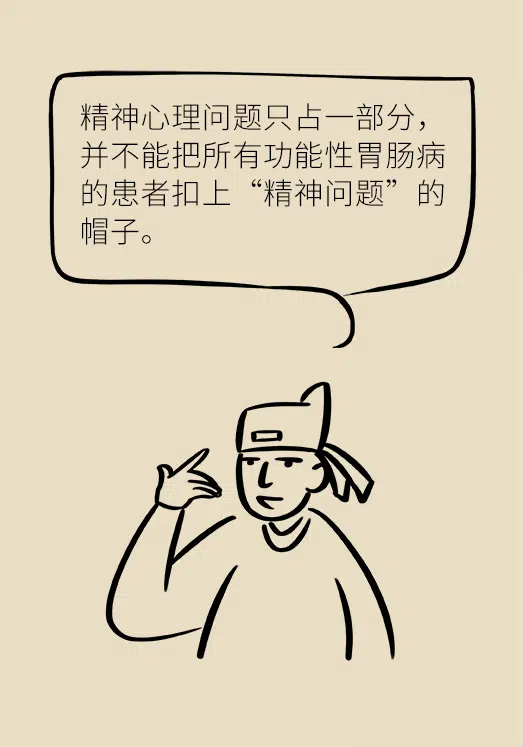 精神心理问题只占一部分，
并不能把所有功能性胃肠病
的患者扣上“精神问题”的
帽子。